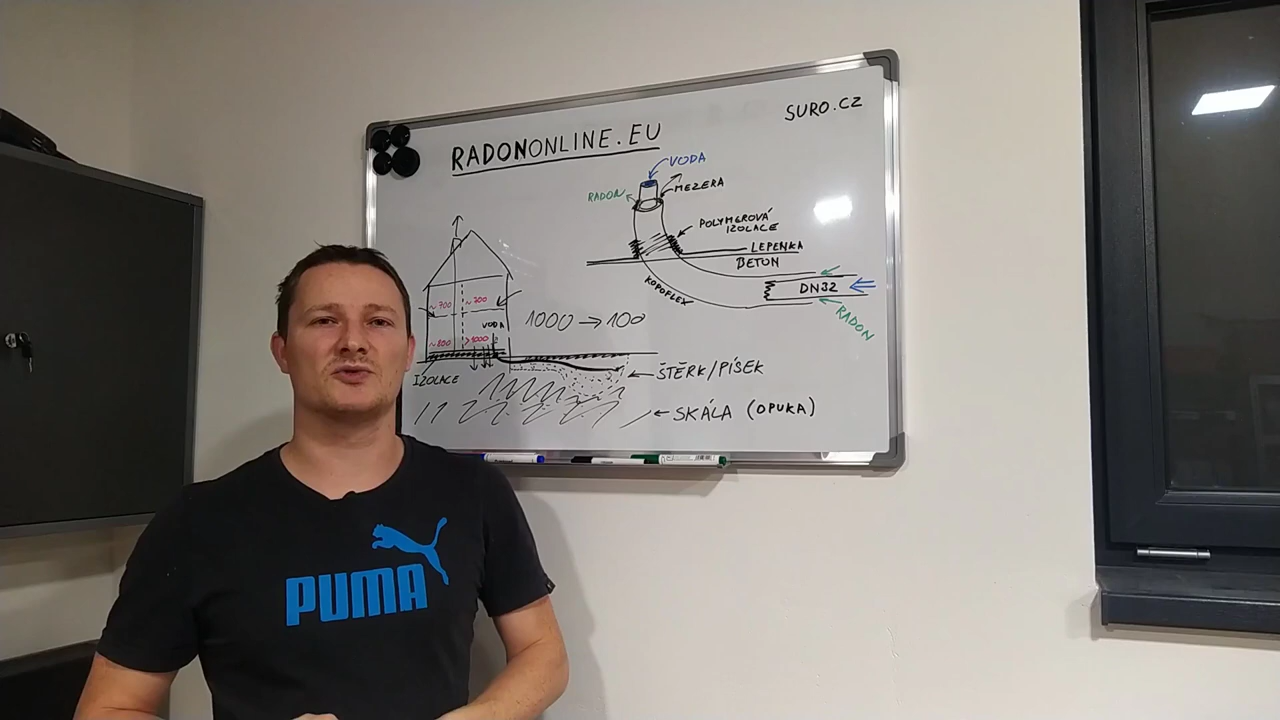 SURO.CZ
RADONONLINE.EU
VODA
RADON
MEZERA
POLYMEROVÁ
IZOLACE
LEPENKA
BETON
KOPOFLEX
DN32
RADON
~700
~700
1000 → 100
VODA
~800
>1000
IZOLACE
ŠTĚRK/PÍSEK
SKÁLA (OPUKA)
PUMA